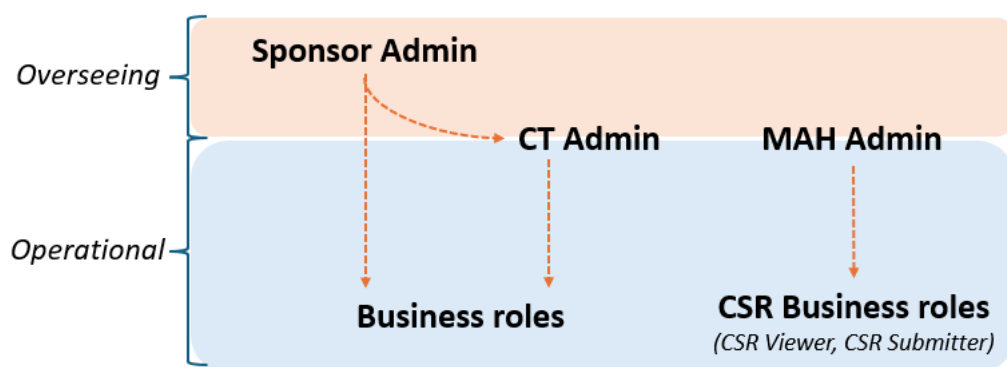 Sponsor Admin
Overseeing
CT Admin
MAH Admin
Operational
Business roles
CSR Business roles
(CSR Viewer, CSR Submitter)